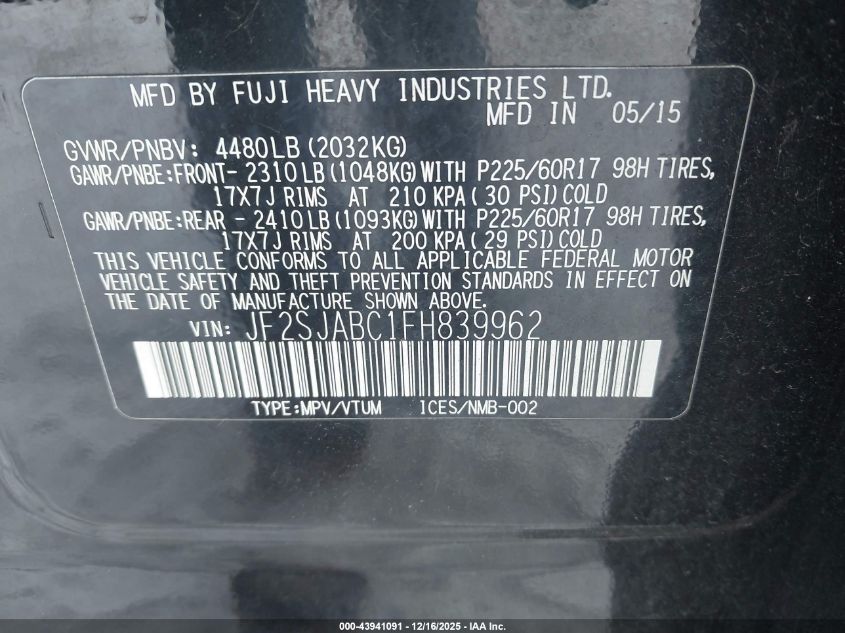 MFD BY FUJI HEAVY INDUSTRIES LTD.
MFD IN 05/15
GVWR/PNBV: 4480LB (2032KG)
GAWR/PNBE:FRONT- 2310LB (1048KG) WITH P225/60R17 98H TIRES,
17X7J RIMS AT 210 KPA( 30 PSI) COLD
GAWR/PNBE:REAR - 2410LB (1093KG) WITH P225/60R17 98H TIRES,
17X7J RIMS AT 200 KPA (29 PSI) COLD
THIS VEHICLE CONFORMS TO ALL APPLICABLE FEDERAL MOTOR
VEHICLE SAFETY AND THEFT PREVENTION STANDARDS IN EFFECT ON
THE DATE OF MANUFACTURE SHOWN ABOVE.
VIN: JF2SJABC1FH839962
TYPE:MPV/VTUM ICES/NMB-002
000-43941091 - 12/16/2025 - IAA Inc.